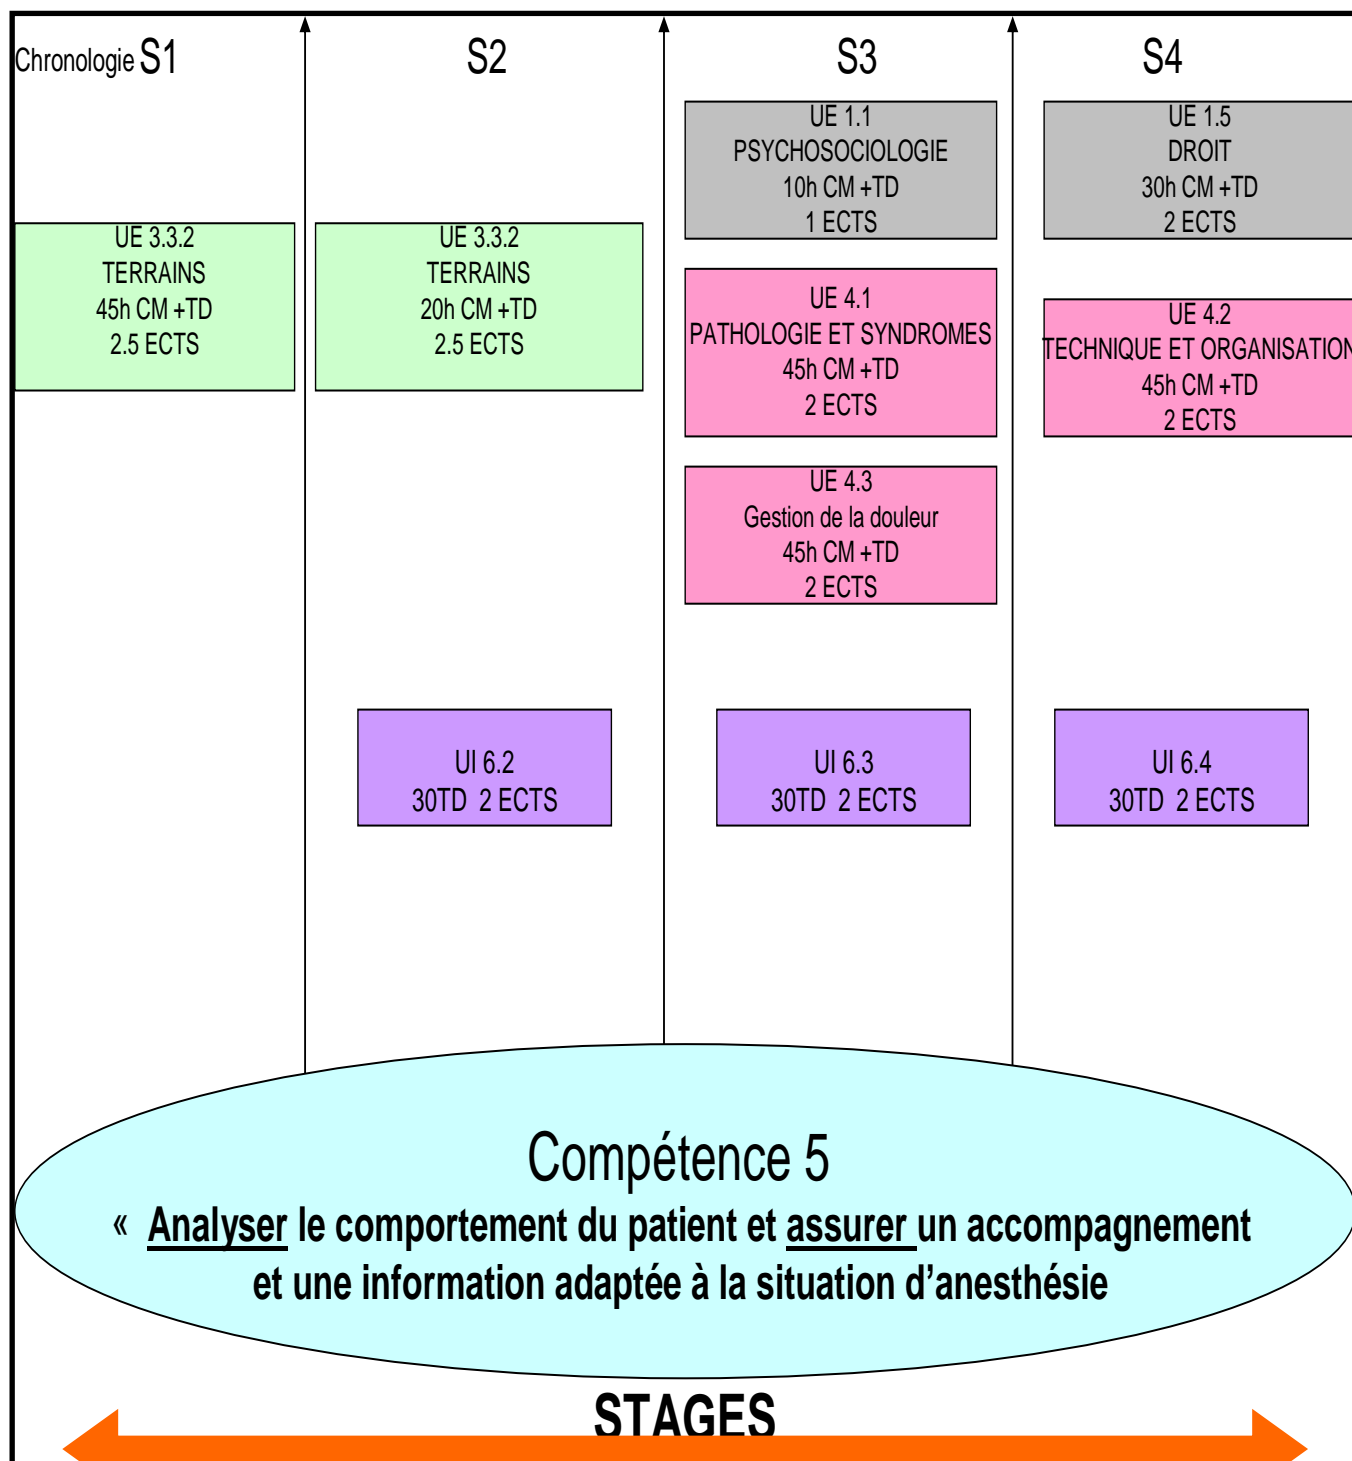 Chronologie S1
S2
S3
S4
UE 1.1
PSYCHOSOCIOLOGIE
10h CM +TD
1 ECTS
UE 1.5
DROIT
30h CM +TD
2 ECTS
UE 3.3.2
TERRAINS
45h CM +TD
2.5 ECTS
UE 3.3.2
TERRAINS
20h CM +TD
2.5 ECTS
UE 4.1
PATHOLOGIE ET SYNDROMES
45h CM +TD
2 ECTS
UE 4.2
TECHNIQUE ET ORGANISATION
45h CM +TD
2 ECTS
UE 4.3
Gestion de la douleur
45h CM +TD
2 ECTS
UI 6.2
30TD 2 ECTS
UI 6.3
30TD 2 ECTS
UI 6.4
30TD 2 ECTS
Compétence 5
« Analyser le comportement du patient et assurer un accompagnement
et une information adaptée à la situation d’anesthésie
STAGES